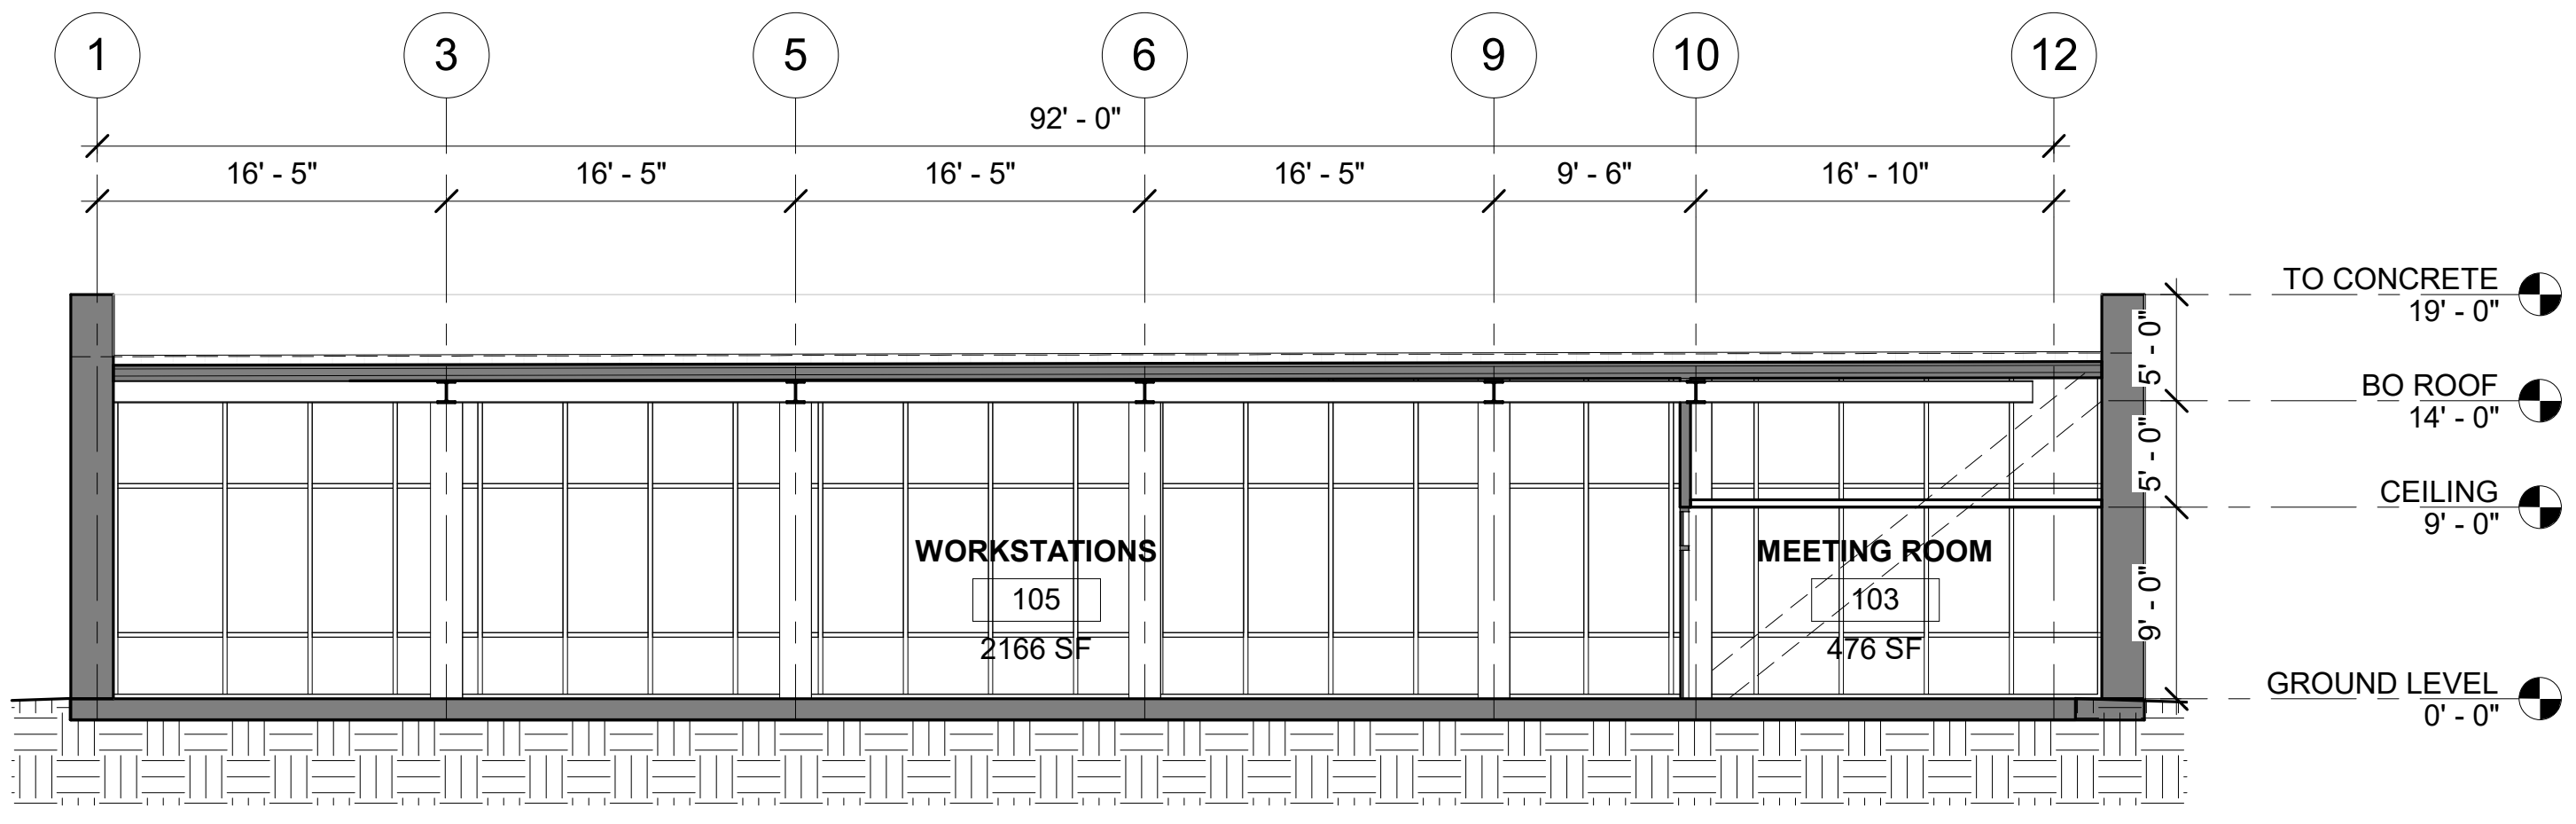 1
3
5
6
9
10
12
92' - 0"
16' - 5"
16' - 5"
16' - 5"
16' - 5"
9' - 6"
16' - 10"
TO CONCRETE
19' - 0"
5' - 0"
BO ROOF
14' - 0"
5' - 0"
CEILING
9' - 0"
WORKSTATIONS
105
2166 SF
MEETING ROOM
103
476 SF
9' - 0"
GROUND LEVEL
0' - 0"